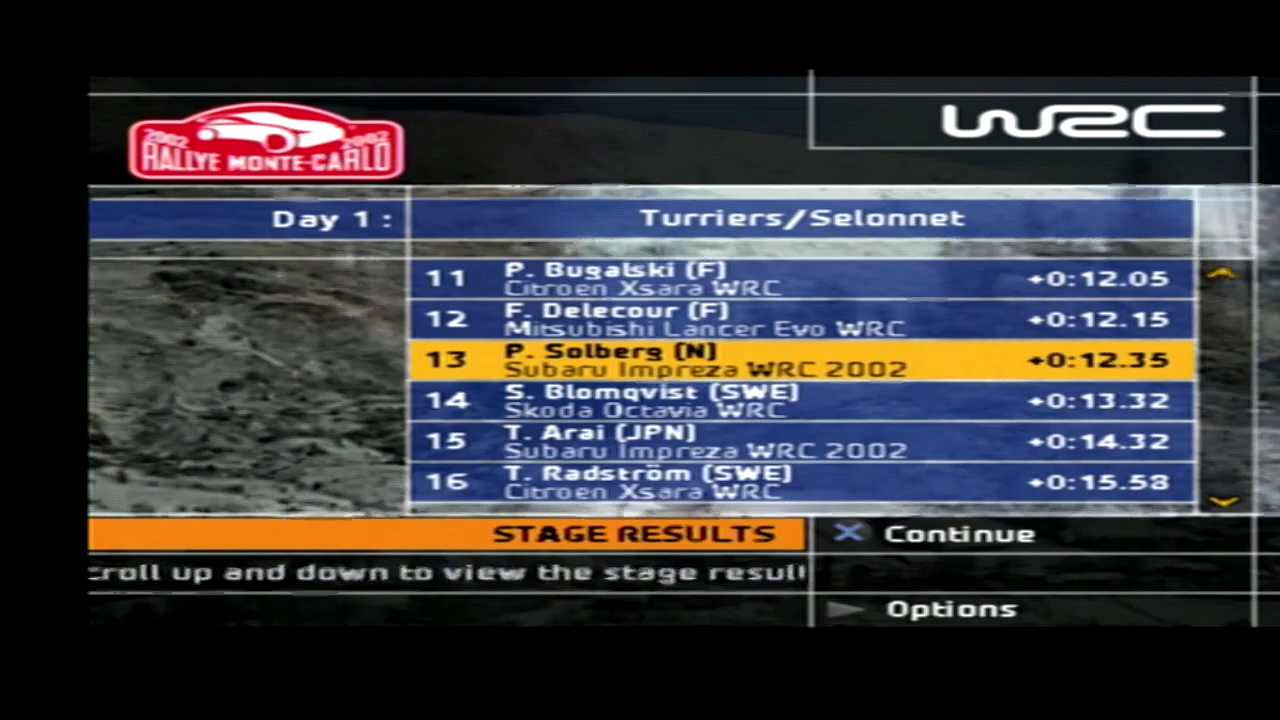 2002 2002
RALLYE MONTE-CARLO
WRC
Day 1 :
Turriers/Selonnet
11 P. Bugalski (F) +0:12.05
Citroen Xsara WRC
12 F. Delecour (F) +0:12.15
Mitsubishi Lancer Evo WRC
13 P. Solberg (N) +0:12.35
Subaru Impreza WRC 2002
14 S. Blomqvist (SWE) +0:13.32
Skoda Octavia WRC
15 T. Arai (JPN) +0:14.32
Subaru Impreza WRC 2002
16 T. Rådström (SWE) +0:15.58
Citroen Xsara WRC
STAGE RESULTS
Continue
croll up and down to view the stage resul
Options